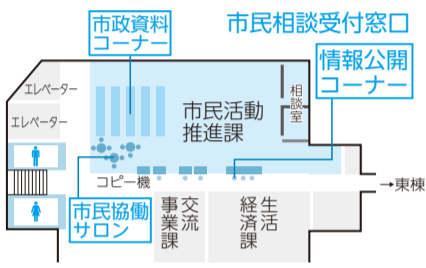 市民相談受付窓口
市政資料
コーナー
情報公開
コーナー
エレベーター
エレベーター
相談室
市民活動
推進課
コピー機
→東棟
市民協働
サロン
交流
事業課
生活
経済課